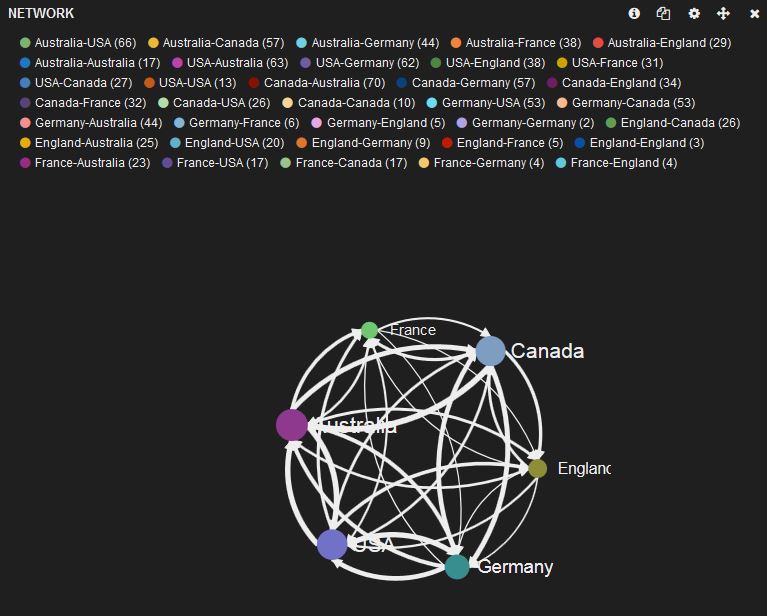 NETWORK
Australia-USA (66) Australia-Canada (57) Australia-Germany (44) Australia-France (38) Australia-England (29)
Australia-Australia (17) USA-Australia (63) USA-Germany (62) USA-England (38) USA-France (31)
USA-Canada (27) USA-USA (13) Canada-Australia (70) Canada-Germany (57) Canada-England (34)
Canada-France (32) Canada-USA (26) Canada-Canada (10) Germany-USA (53) Germany-Canada (53)
Germany-Australia (44) Germany-France (6) Germany-England (5) Germany-Germany (2) England-Canada (26)
England-Australia (25) England-USA (20) England-Germany (9) England-France (5) England-England (3)
France-Australia (23) France-USA (17) France-Canada (17) France-Germany (4) France-England (4)
France
Canada
Australia
England
USA
Germany